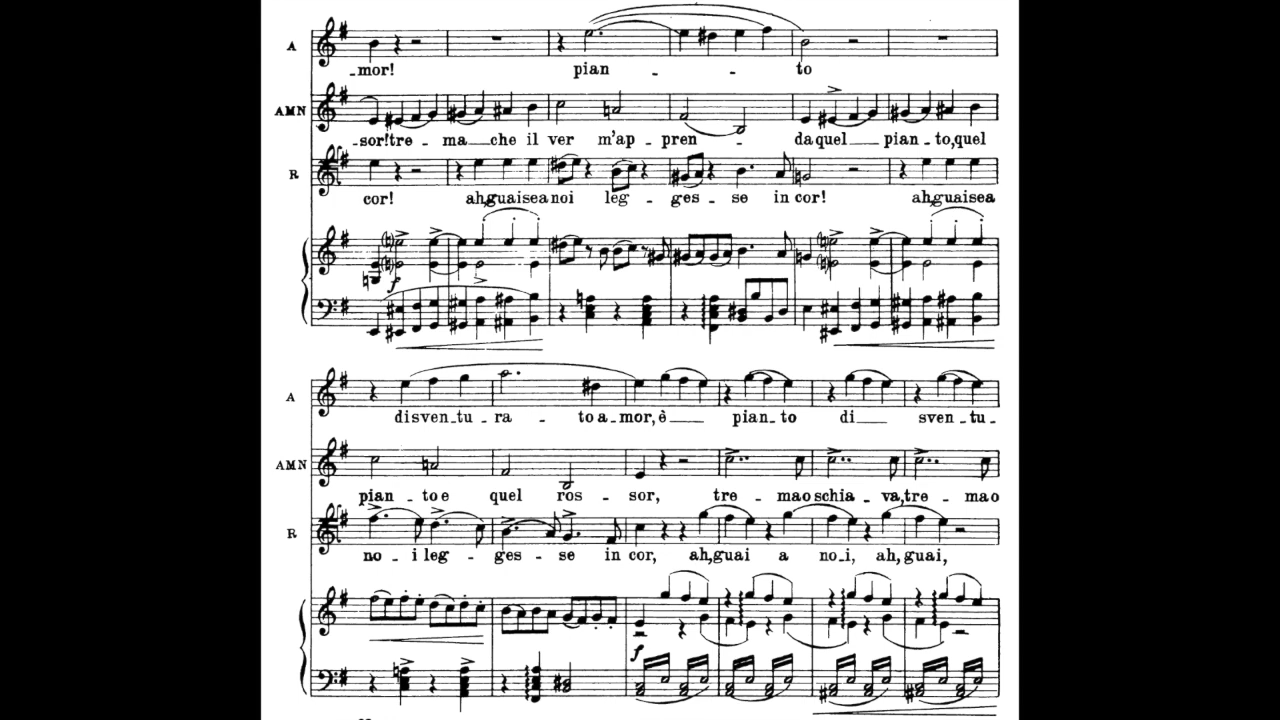 A
-mor! pian - - to
AMN
-sor!tre - ma che il ver m'ap - pren - da quel pian - to, quel
R
cor! ah, guai se a noi leg - ges - se in cor! ah, guai se a
f
A
disven - tu - ra - to a - mor, è pian - to di sven - tu -
AMN
pian - to e quel ros - sor, tre - ma o schia - va, tre - ma o
R
no - i leg - ges - se in cor, ah, guai a no - i, ah, guai,
f